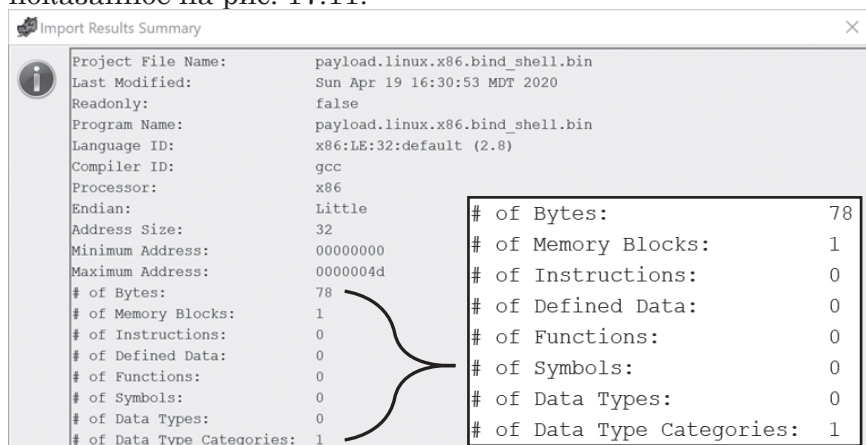 показанное на рис. 17.11.
Import Results Summary
Project File Name: payload.linux.x86.bind_shell.bin
Last Modified: Sun Apr 19 16:30:53 MDT 2020
Readonly: false
Program Name: payload.linux.x86.bind_shell.bin
Language ID: x86:LE:32:default (2.8)
Compiler ID: gcc
Processor: x86
Endian: Little
Address Size: 32
Minimum Address: 00000000
Maximum Address: 0000004d
# of Bytes: 78
# of Memory Blocks: 1
# of Instructions: 0
# of Defined Data: 0
# of Functions: 0
# of Symbols: 0
# of Data Types: 0
# of Data Type Categories: 1
# of Bytes: 78
# of Memory Blocks: 1
# of Instructions: 0
# of Defined Data: 0
# of Functions: 0
# of Symbols: 0
# of Data Types: 0
# of Data Type Categories: 1